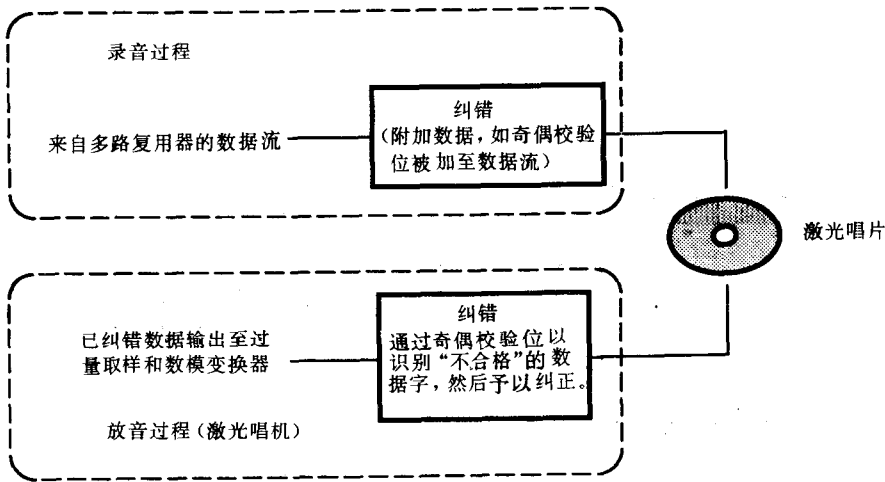 录音过程
来自多路复用器的数据流
纠错
(附加数据,如奇偶校验
位被加至数据流)
激光唱片
已纠错数据输出至过
量取样和数模变换器
纠错
通过奇偶校验位以
识别“不合格”的数
据字,然后予以纠正。
放音过程(激光唱机)